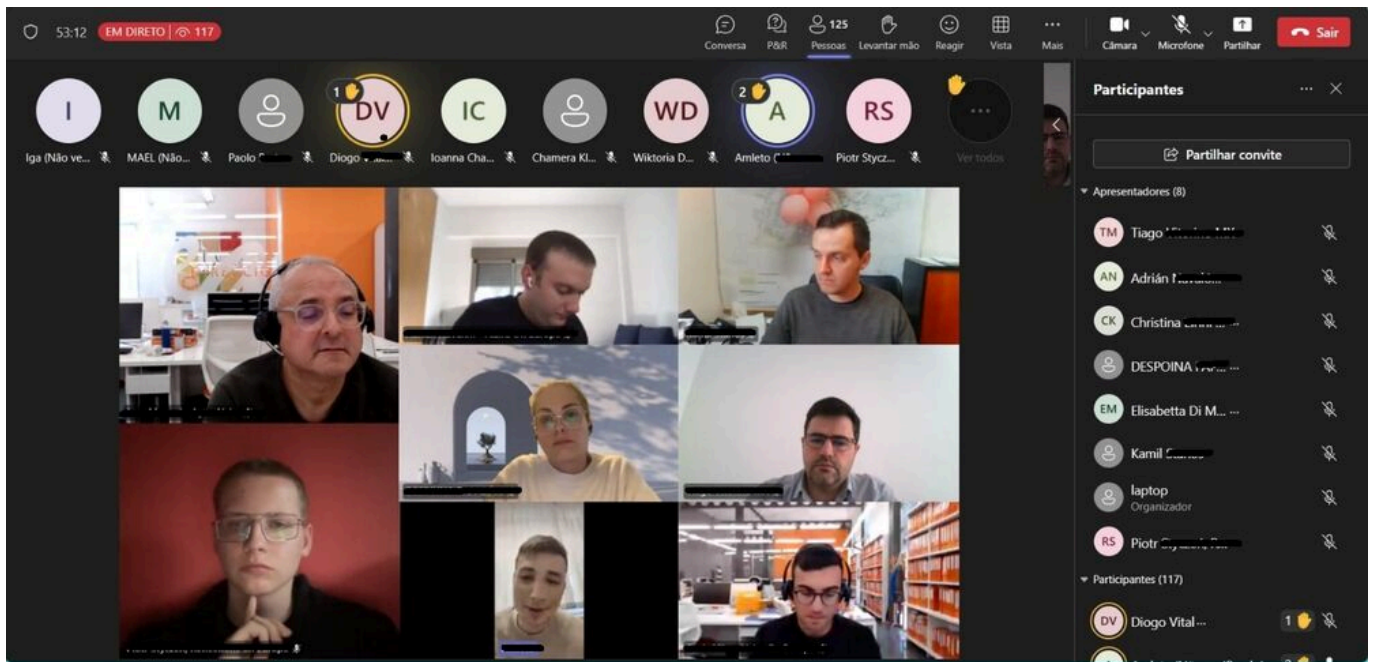 53:12 EM DIRETO 117
Conversa P&R 125 Pessoas Levantar mão Reagir Vista Mais Câmara Microfone Partilhar Sair
I M 1 DV IC WD 2 A RS
Iga (Não ve... MAEL (Não... Paolo Diogo Ioanna Cha... Chamera Kl... Wiktoria D... Amleto Piotr Stycz... Ver todos
Participantes
Partilhar convite
Apresentadores (8)
TM Tiago
AN Adrián
CK Christina
DESPOINA
EM Elisabetta Di M... ...
Kamil
laptop
Organizador
RS Piotr
Participantes (117)
DV Diogo Vital ... 1